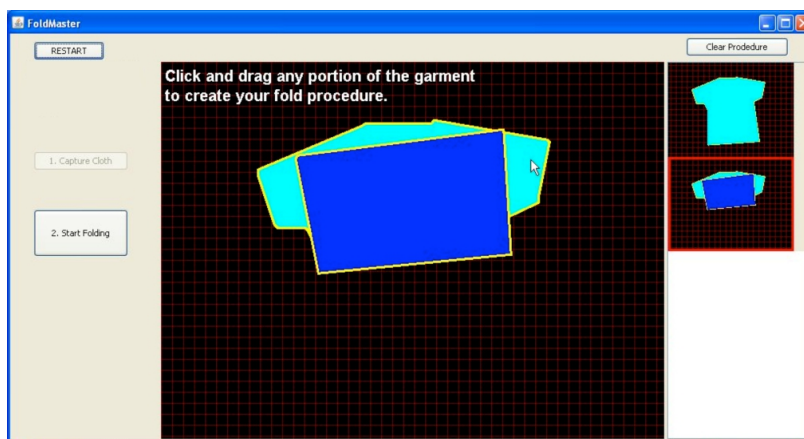 FoldMaster
RESTART
Clear Prodedure
Click and drag any portion of the garment
to create your fold procedure.
1. Capture Cloth
2. Start Folding